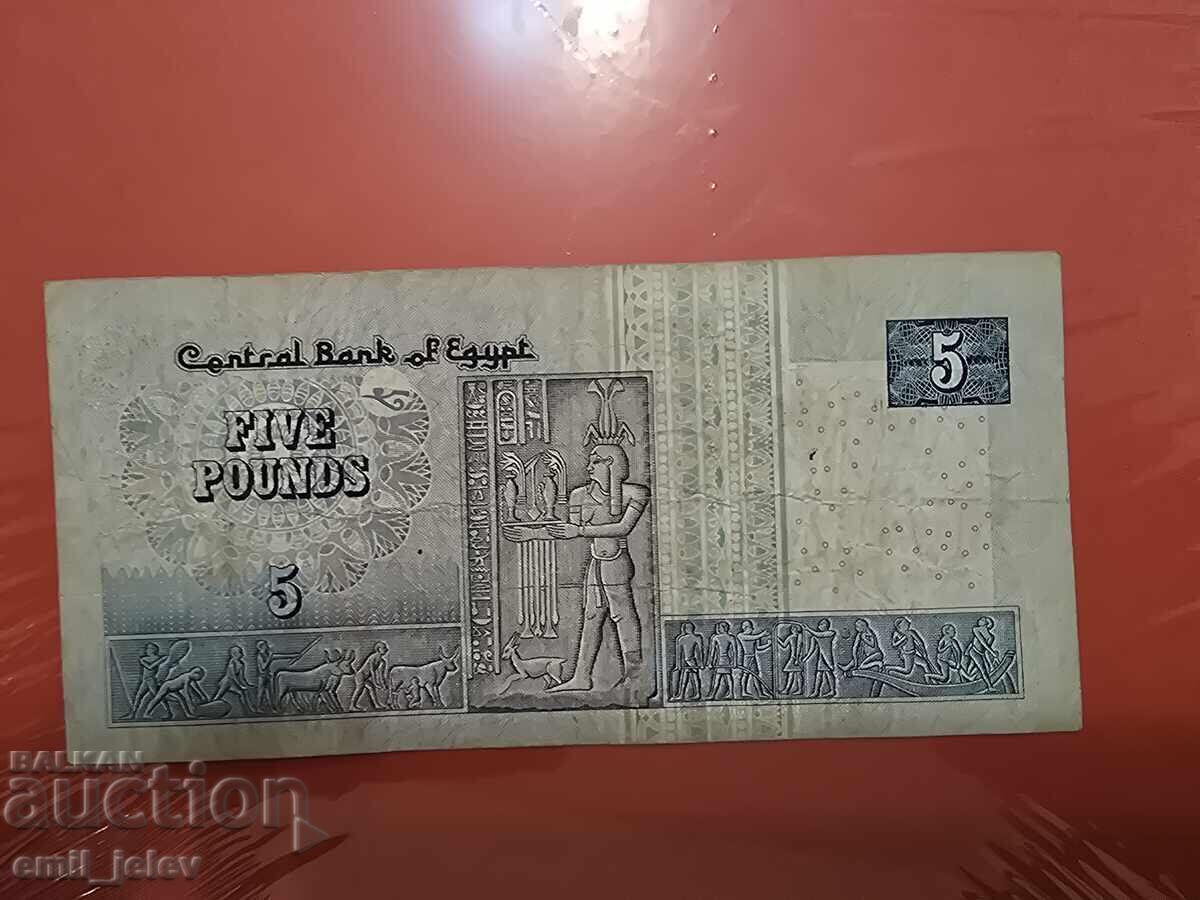 Central Bank of Egypt
5
FIVE
POUNDS
5
BALKAN
auction
emil_jelev